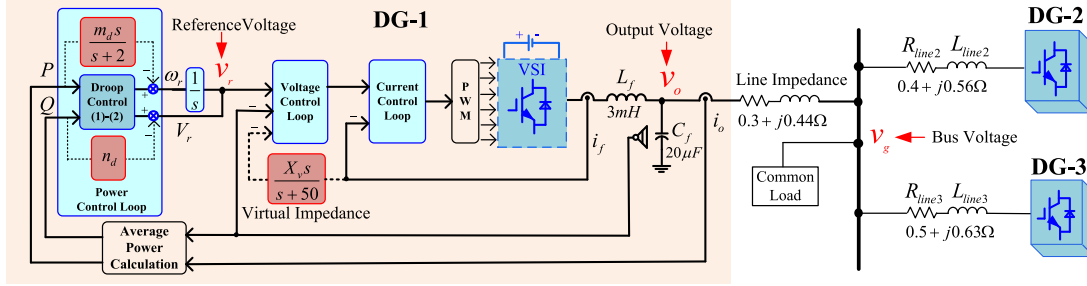 DG-1
Power
Control Loop
m_d s
s + 2
P
Q
Droop
Control
(1)-(2)
n_d
−
+
+
−
ω_r
V_r
1
s
Reference Voltage
v_r
−
−
Voltage
Control
Loop
X_v s
s + 50
Virtual Impedance
−
Current
Control
Loop
P
W
M
+ -
VSI
L_f
3mH
i_f
C_f
20μF
Output Voltage
v_o
i_o
Average
Power
Calculation
Line Impedance
0.3 + j0.44Ω
Common
Load
v_g
Bus Voltage
DG-2
R_line2
L_line2
0.4 + j0.56Ω
DG-3
R_line3
L_line3
0.5 + j0.63Ω